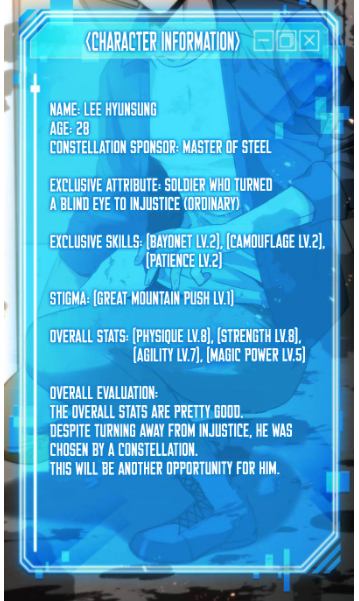 <CHARACTER INFORMATION>
NAME: LEE HYUNSUNG
AGE: 28
CONSTELLATION SPONSOR: MASTER OF STEEL
EXCLUSIVE ATTRIBUTE: SOLDIER WHO TURNED
A BLIND EYE TO INJUSTICE (ORDINARY)
EXCLUSIVE SKILLS: [BAYONET LV.2], [CAMOUFLAGE LV.2],
[PATIENCE LV.2]
STIGMA: [GREAT MOUNTAIN PUSH LV.1]
OVERALL STATS: [PHYSIQUE LV.8], [STRENGTH LV.8],
[AGILITY LV.7], [MAGIC POWER LV.5]
OVERALL EVALUATION:
THE OVERALL STATS ARE PRETTY GOOD.
DESPITE TURNING AWAY FROM INJUSTICE, HE WAS
CHOSEN BY A CONSTELLATION.
THIS WILL BE ANOTHER OPPORTUNITY FOR HIM.